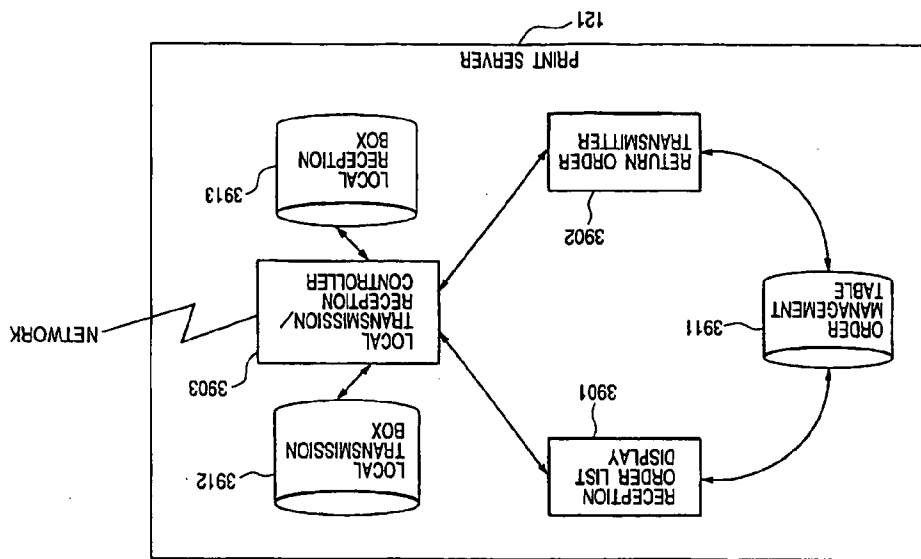 RECEPTION
ORDER LIST
DISPLAY
3901
LOCAL
TRANSMISSION
BOX
3912
ORDER
MANAGEMENT
TABLE
3911
LOCAL
TRANSMISSION/
RECEPTION
CONTROLLER
3903
NETWORK
3902
RETURN ORDER
TRANSMITTER
3913
LOCAL
RECEPTION
BOX
PRINT SERVER
121